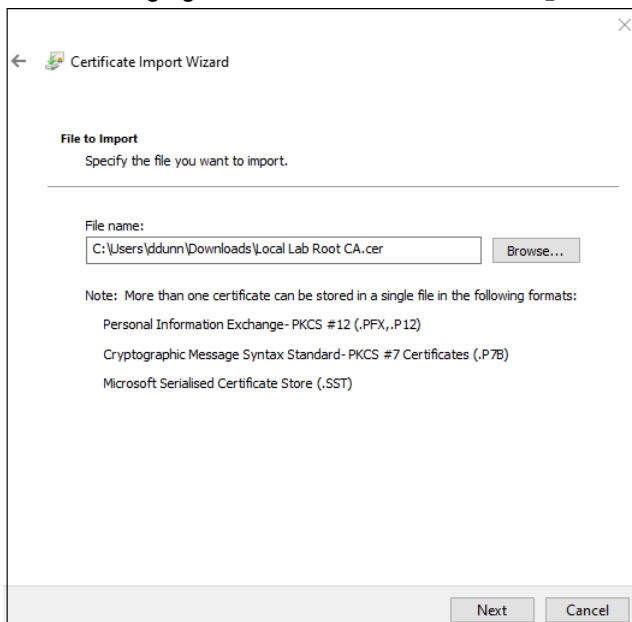 Certificate Import Wizard
File to Import
Specify the file you want to import.
File name:
C:\Users\ddunn\Downloads\Local Lab Root CA.cer
Browse...
Note: More than one certificate can be stored in a single file in the following formats:
Personal Information Exchange- PKCS #12 (.PFX,.P12)
Cryptographic Message Syntax Standard- PKCS #7 Certificates (.P7B)
Microsoft Serialised Certificate Store (.SST)
Next
Cancel